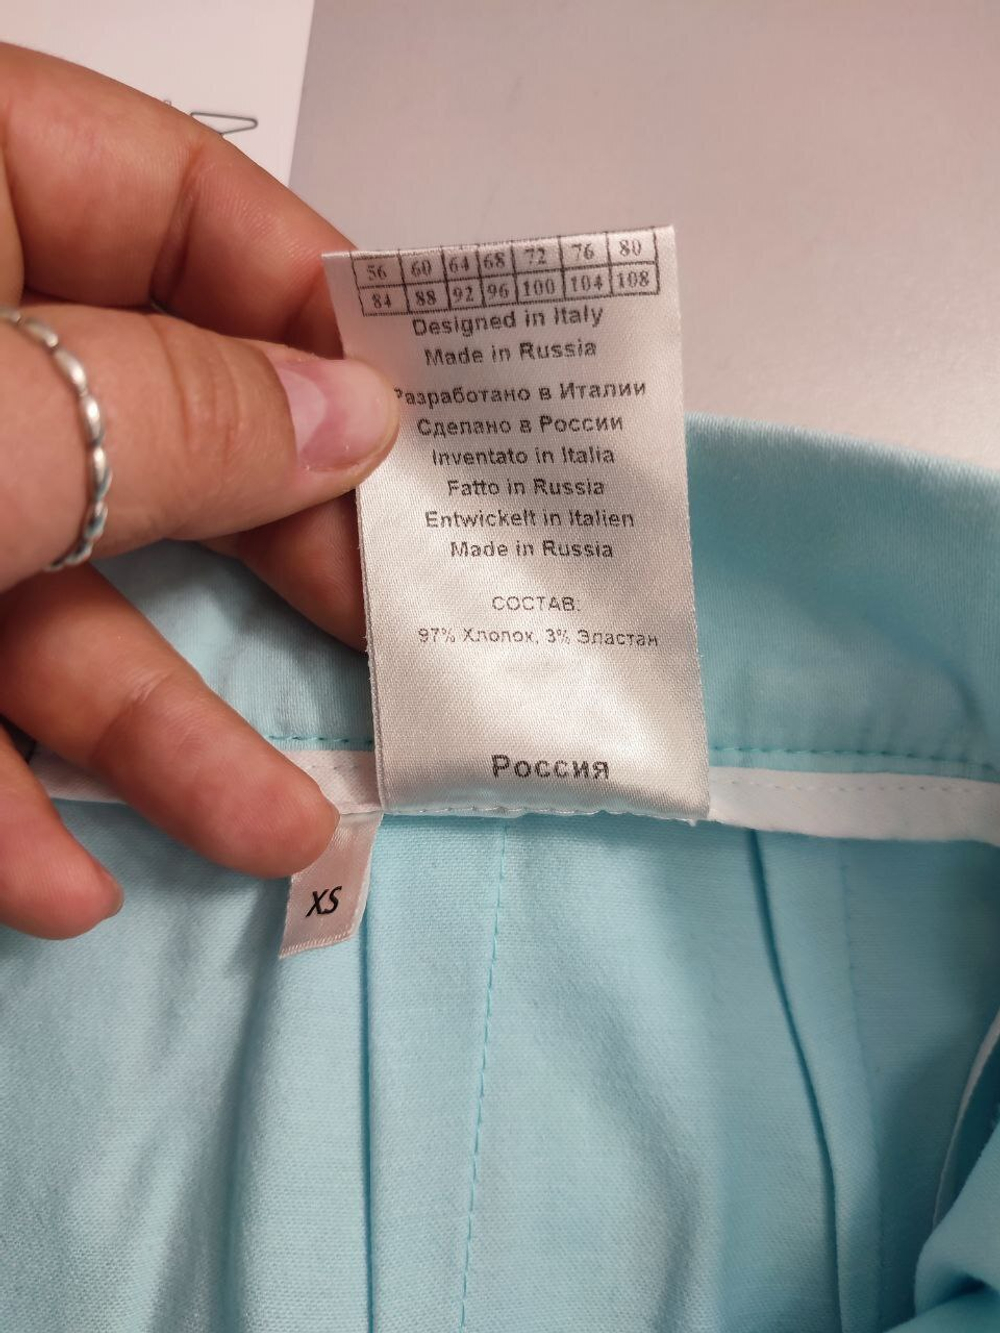 56 60 64 68 72 76 80
84 88 92 96 100 104 108
Designed in Italy
Made in Russia
Разработано в Италии
Сделано в России
Inventato in Italia
Fatto in Russia
Entwickelt in Italien
Made in Russia
СОСТАВ:
97% Хлопок, 3% Эластан
Россия
XS